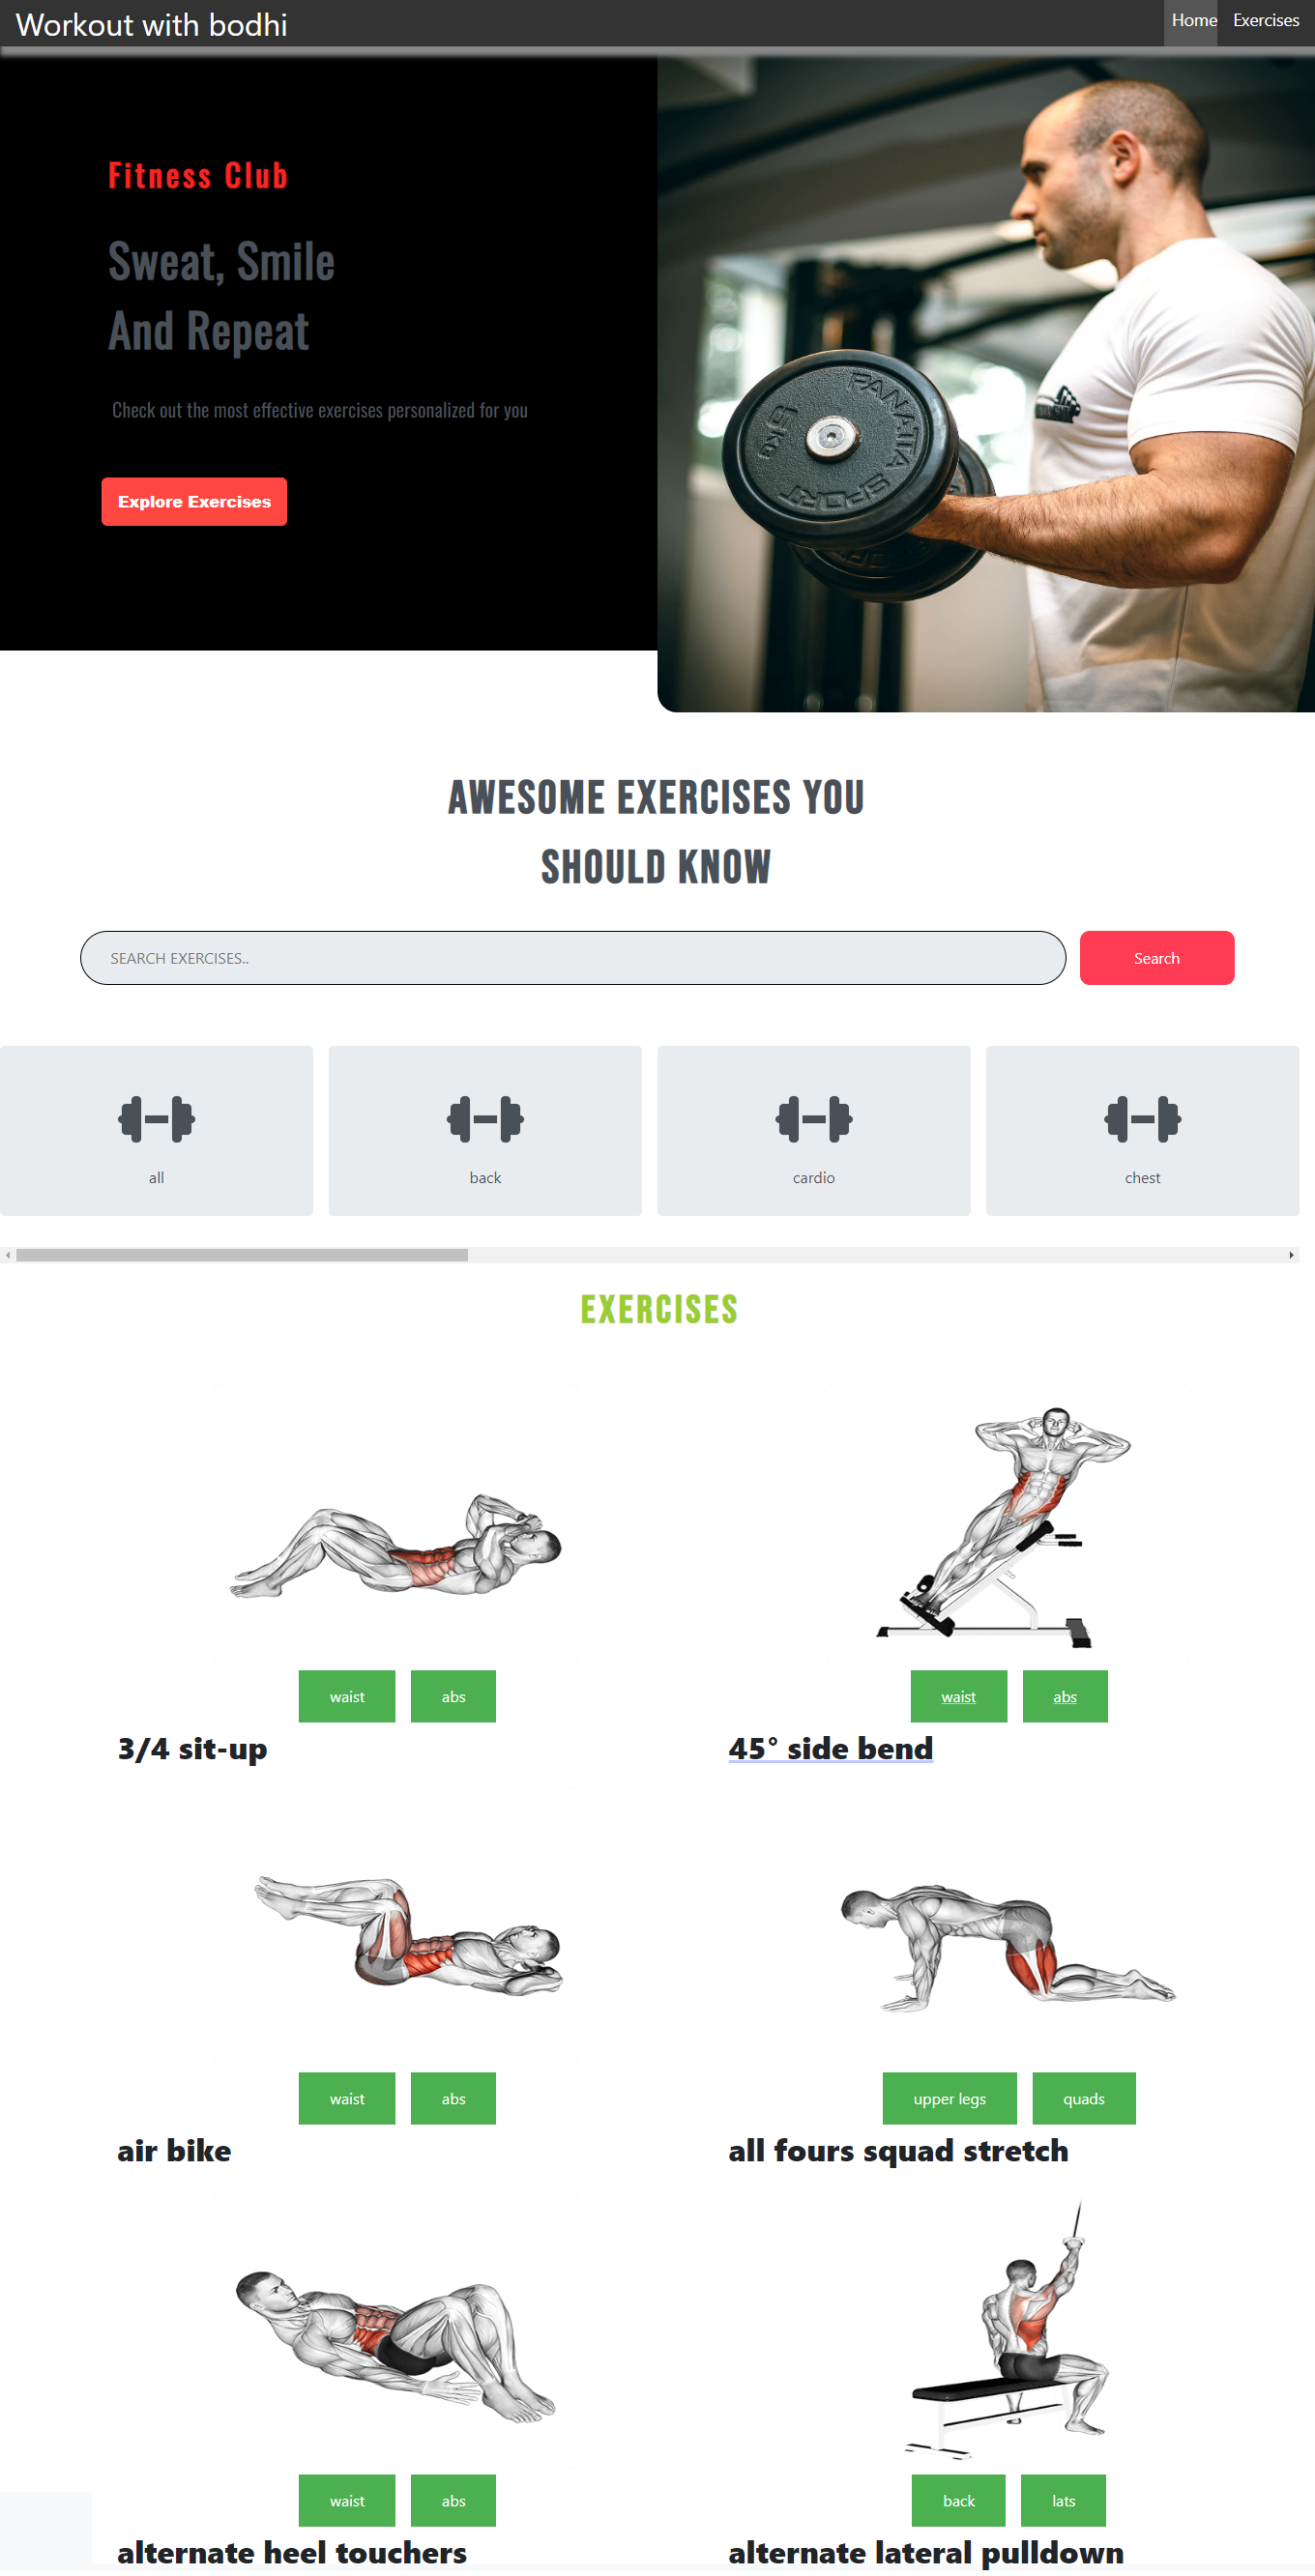 Workout with bodhi
Home Exercises
Fitness Club
Sweat, Smile
And Repeat
Check out the most effective exercises personalized for you
Explore Exercises
PANATTA SPORT
15kg
AWESOME EXERCISES YOU
SHOULD KNOW
SEARCH EXERCISES..
Search
all
back
cardio
chest
EXERCISES
waist abs
3/4 sit-up
waist abs
45° side bend
waist abs
air bike
upper legs quads
all fours squad stretch
waist abs
alternate heel touchers
back lats
alternate lateral pulldown